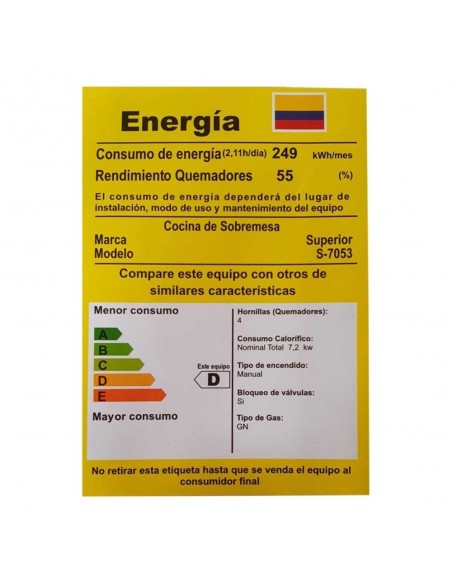 Energía
Consumo de energía(2,11h/día) 249 kWh/mes
Rendimiento Quemadores 55 (%)
El consumo de energía dependerá del lugar de
instalación, modo de uso y mantenimiento del equipo
Cocina de Sobremesa
Marca Superior
Modelo S-7053
Compare este equipo con otros de
similares características
Menor consumo
A
B
C
D
E
Mayor consumo
Este equipo
D
Hornillas (Quemadores):
4
Consumo Calorífico:
Nominal Total 7,2 kw
Tipo de encendido:
Manual
Bloqueo de válvulas:
Si
Tipo de Gas:
GN
No retirar esta etiqueta hasta que se venda el equipo al
consumidor final